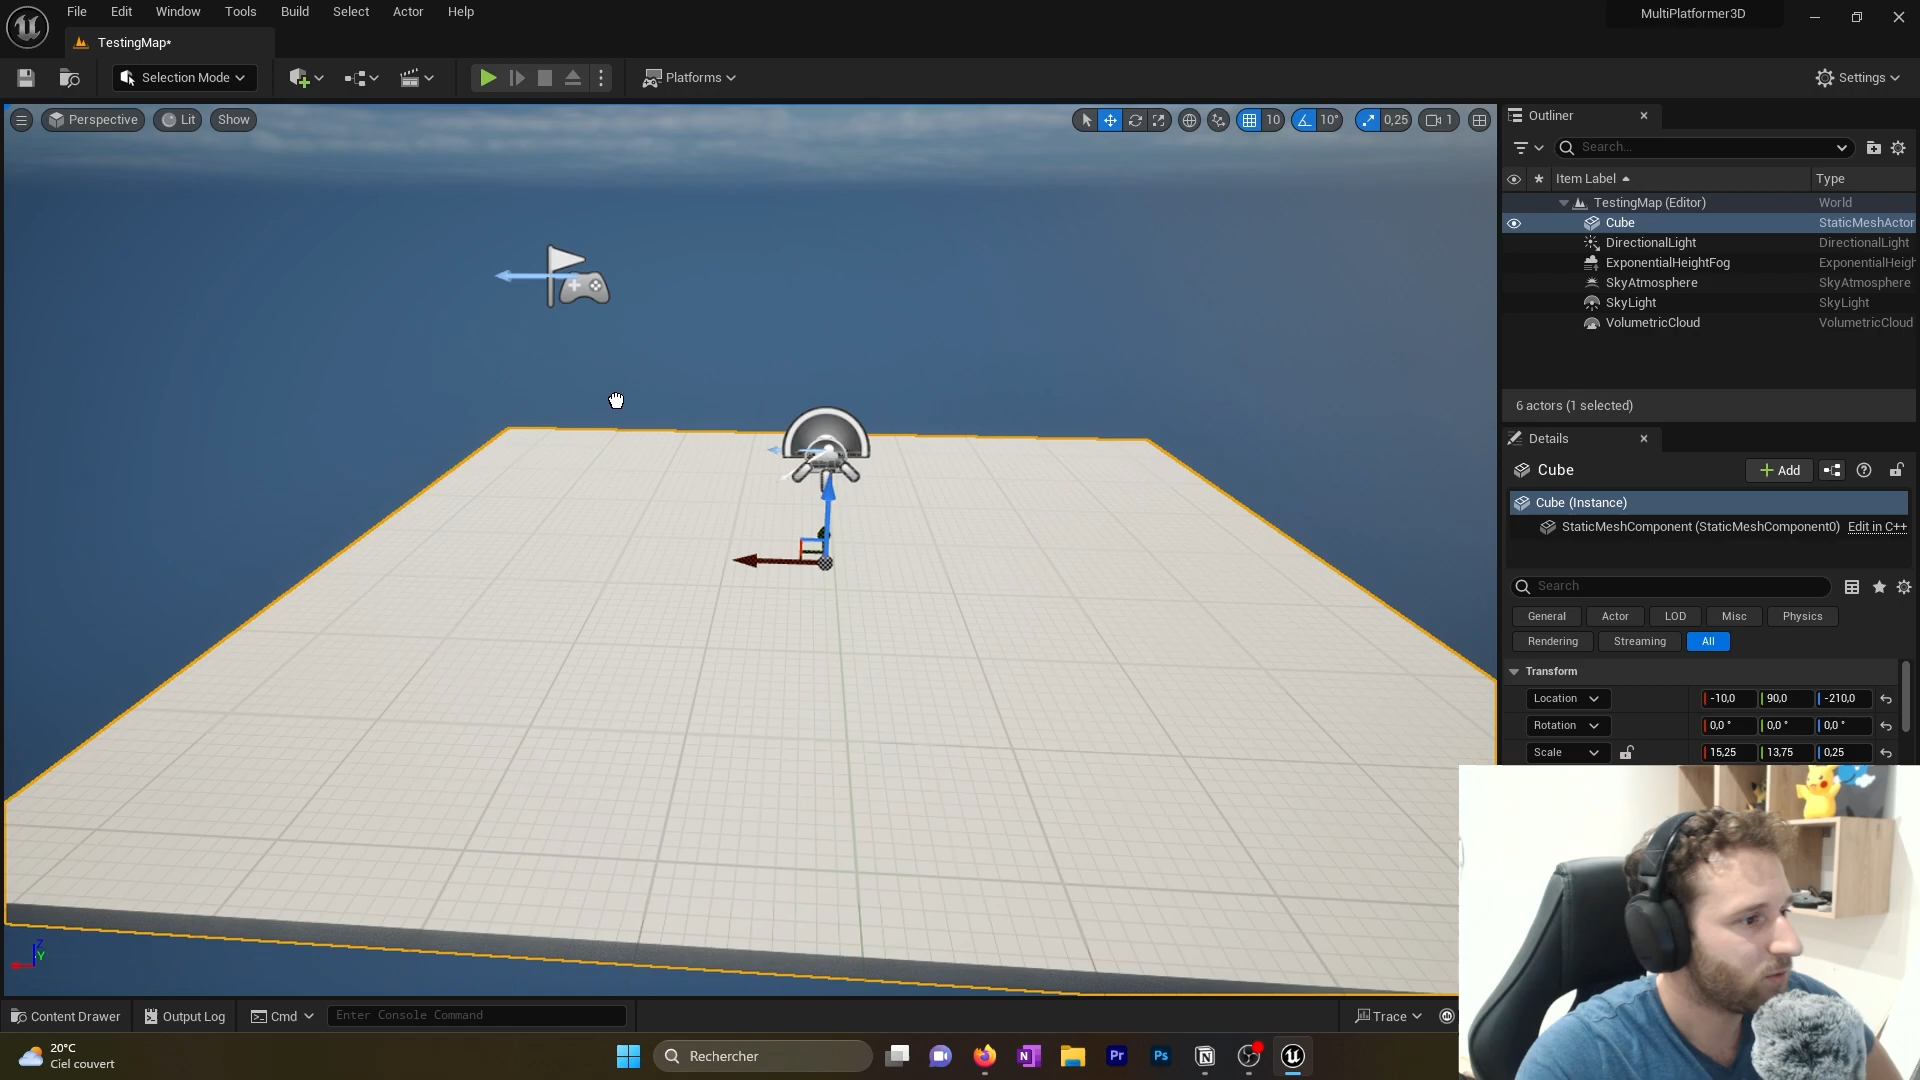 File Edit Window Tools Build Select Actor Help
MultiPlatformer3D
TestingMap*
Selection Mode
Platforms
Settings
Perspective
Lit
Show
10
10°
0,25
1
Outliner
Search...
Item Label
Type
TestingMap (Editor) World
Cube StaticMeshActor
DirectionalLight DirectionalLight
ExponentialHeightFog ExponentialHeigh
SkyAtmosphere SkyAtmosphere
SkyLight SkyLight
VolumetricCloud VolumetricCloud
6 actors (1 selected)
Details
Cube
Add
Cube (Instance)
StaticMeshComponent (StaticMeshComponent0) Edit in C++
Search
General Actor LOD Misc Physics
Rendering Streaming All
Transform
Location -10,0 90,0 -210,0
Rotation 0,0 ° 0,0 ° 0,0 °
Scale 15,25 13,75 0,25
Z
Y
Content Drawer
Output Log
Cmd
Enter Console Command
Trace
20°C
Ciel couvert
Rechercher
N
Pr
Ps